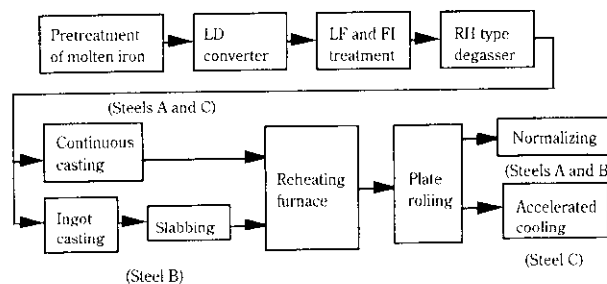 Pretreatment
of molten iron
LD
converter
LF and FI
treatment
RH type
degasser
(Steels A and C)
Continuous
casting
Ingot
casting
Slabbing
(Steel B)
Reheating
furnace
Plate
rolling
Normalizing
(Steels A and B
Accelerated
cooling
(Steel C)